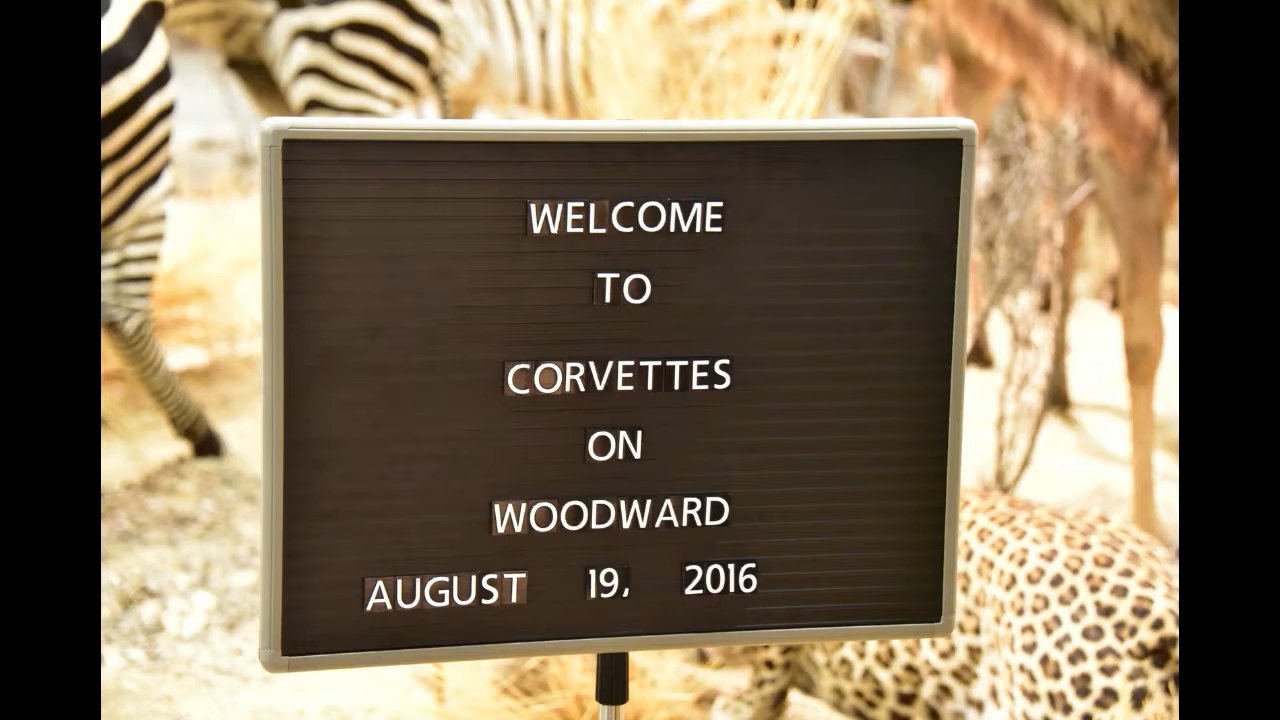 WELCOME
TO
CORVETTES
ON
WOODWARD
AUGUST 19, 2016